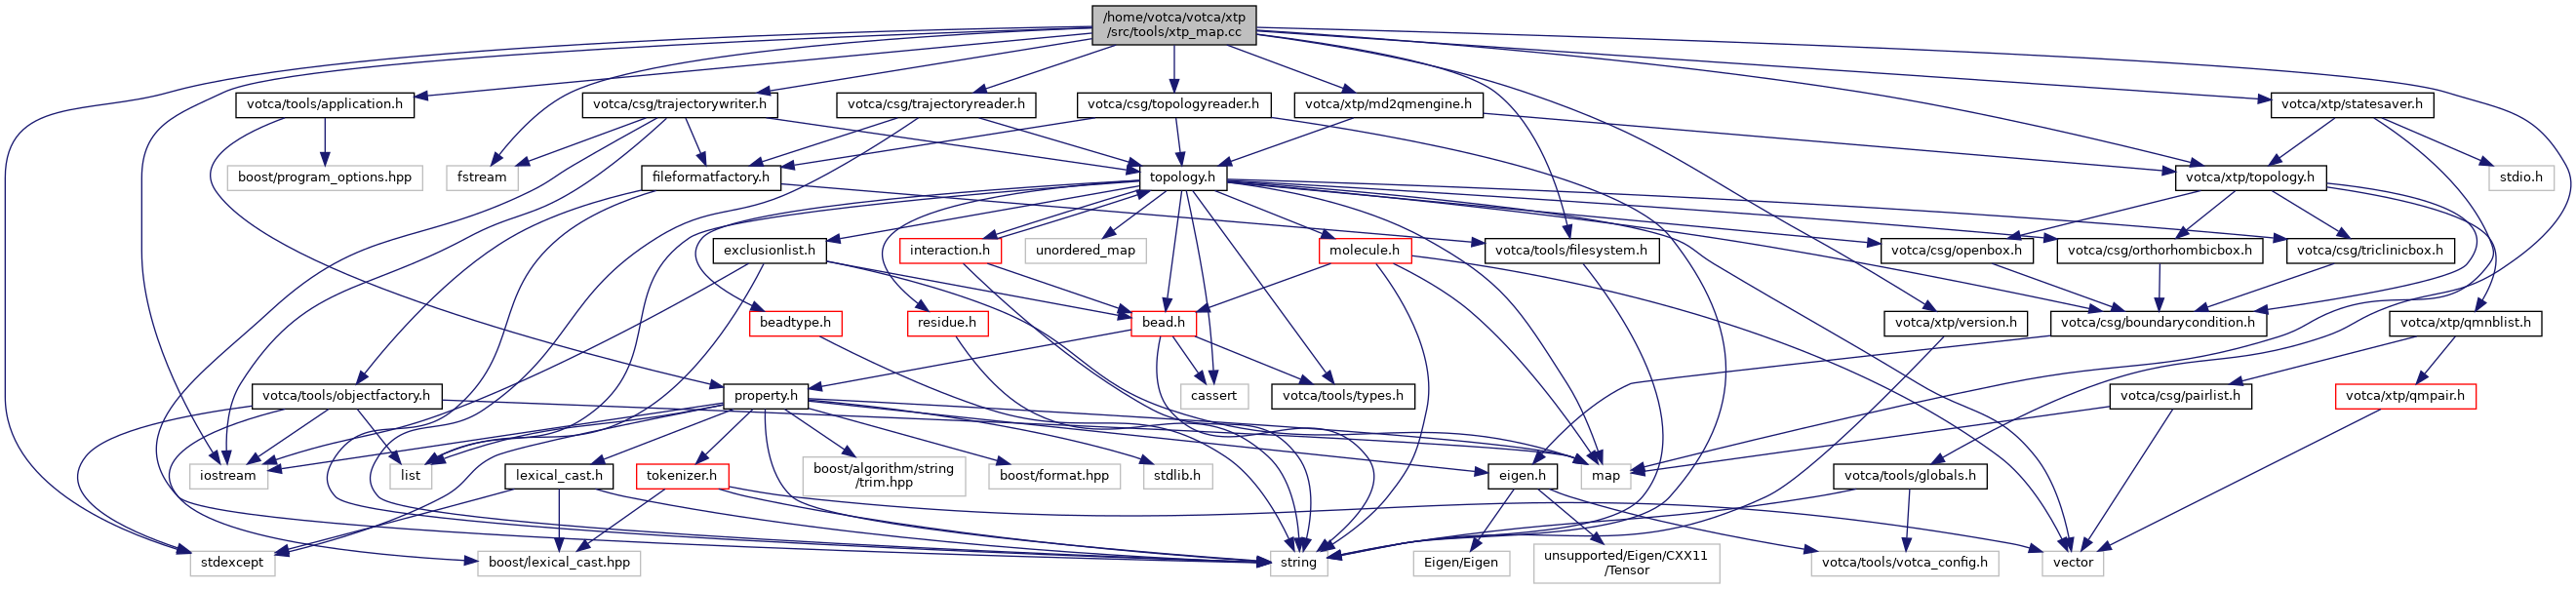 /home/votca/votca/xtp
/src/tools/xtp_map.cc
votca/tools/application.h
votca/csg/trajectorywriter.h
votca/csg/trajectoryreader.h
votca/csg/topologyreader.h
votca/xtp/md2qmengine.h
votca/xtp/statesaver.h
boost/program_options.hpp
fstream
fileformatfactory.h
topology.h
votca/xtp/topology.h
stdio.h
exclusionlist.h
interaction.h
unordered_map
molecule.h
votca/tools/filesystem.h
votca/csg/openbox.h
votca/csg/orthorhombicbox.h
votca/csg/triclinicbox.h
beadtype.h
residue.h
bead.h
votca/xtp/version.h
votca/csg/boundarycondition.h
votca/xtp/qmnblist.h
votca/tools/objectfactory.h
property.h
cassert
votca/tools/types.h
votca/csg/pairlist.h
votca/xtp/qmpair.h
iostream
list
lexical_cast.h
tokenizer.h
boost/algorithm/string
/trim.hpp
boost/format.hpp
stdlib.h
eigen.h
map
votca/tools/globals.h
stdexcept
boost/lexical_cast.hpp
string
Eigen/Eigen
unsupported/Eigen/CXX11
/Tensor
votca/tools/votca_config.h
vector